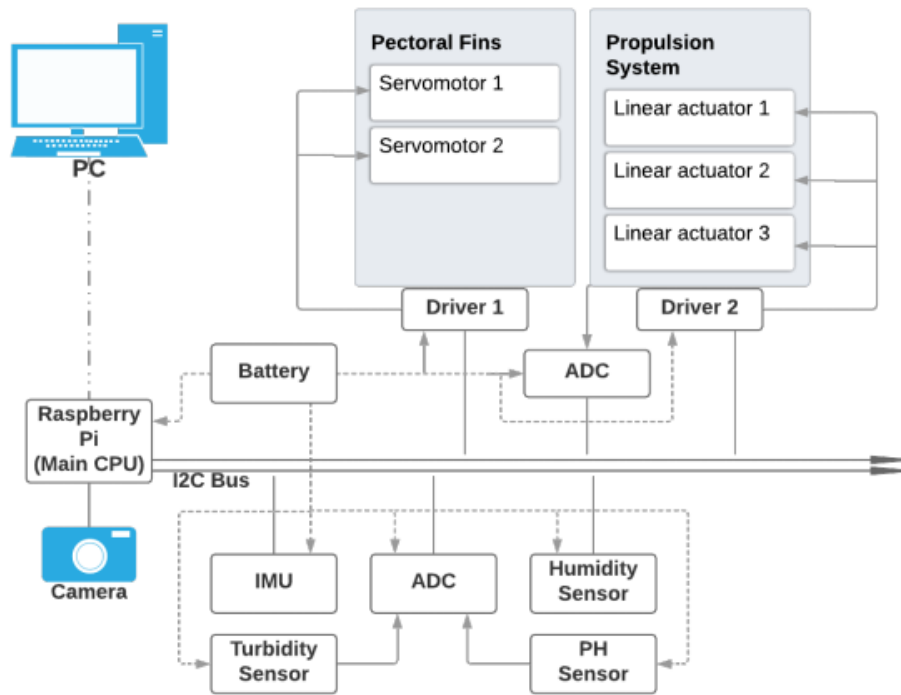 Pectoral Fins
Servomotor 1
Servomotor 2
Propulsion
System
Linear actuator 1
Linear actuator 2
Linear actuator 3
PC
Driver 1
Driver 2
Battery
ADC
Raspberry
Pi
(Main CPU)
I2C Bus
Camera
IMU
ADC
Humidity
Sensor
Turbidity
Sensor
PH
Sensor